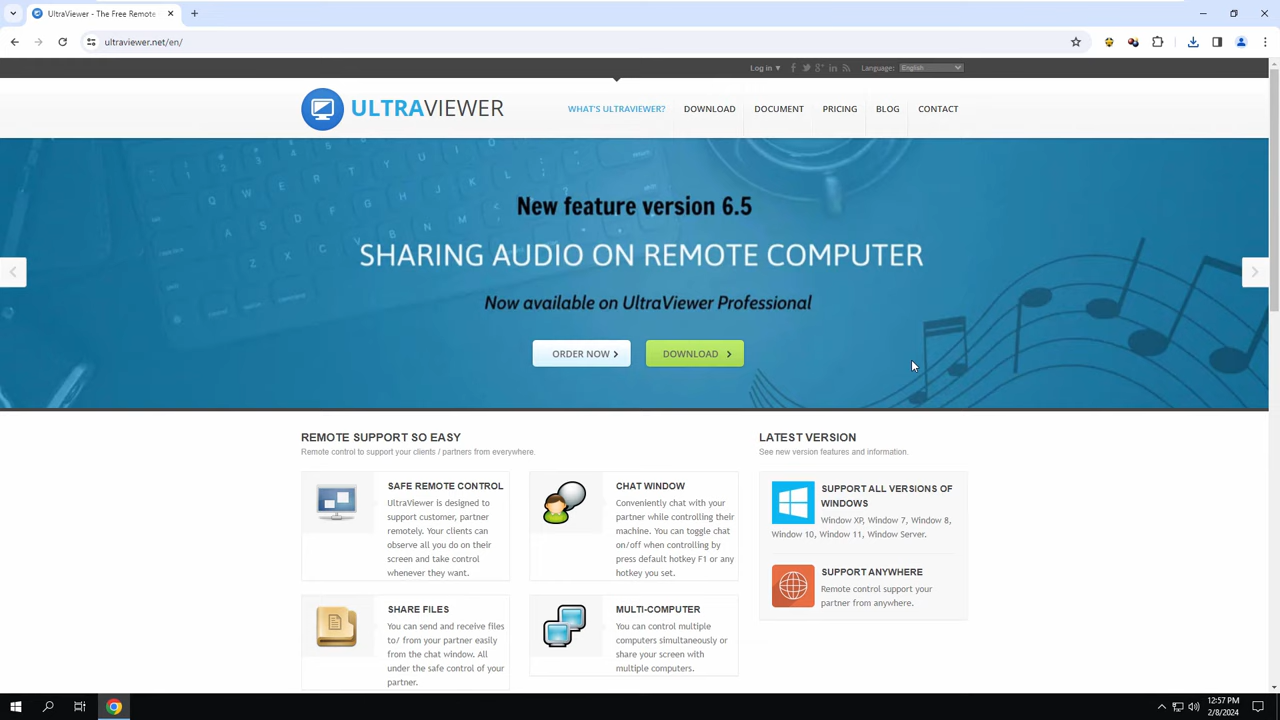 UltraViewer - The Free Remote
ultraviewer.net/en/
Log in ▼
Language:
English
ULTRAVIEWER
WHAT'S ULTRAVIEWER?
DOWNLOAD
DOCUMENT
PRICING
BLOG
CONTACT
New feature version 6.5
SHARING AUDIO ON REMOTE COMPUTER
Now available on UltraViewer Professional
ORDER NOW
DOWNLOAD
REMOTE SUPPORT SO EASY
Remote control to support your clients / partners from everywhere.
SAFE REMOTE CONTROL
UltraViewer is designed to
support customer, partner
remotely. Your clients can
observe all you do on their
screen and take control
whenever they want.
CHAT WINDOW
Conveniently chat with your
partner while controlling their
machine. You can toggle chat
on/off when controlling by
press default hotkey F1 or any
hotkey you set.
SHARE FILES
You can send and receive files
to/ from your partner easily
from the chat window. All
under the safe control of your
partner.
MULTI-COMPUTER
You can control multiple
computers simultaneously or
share your screen with
multiple computers.
LATEST VERSION
See new version features and information.
SUPPORT ALL VERSIONS OF
WINDOWS
Window XP, Window 7, Window 8,
Window 10, Window 11, Window Server.
SUPPORT ANYWHERE
Remote control support your
partner from anywhere.
12:57 PM
2/8/2024